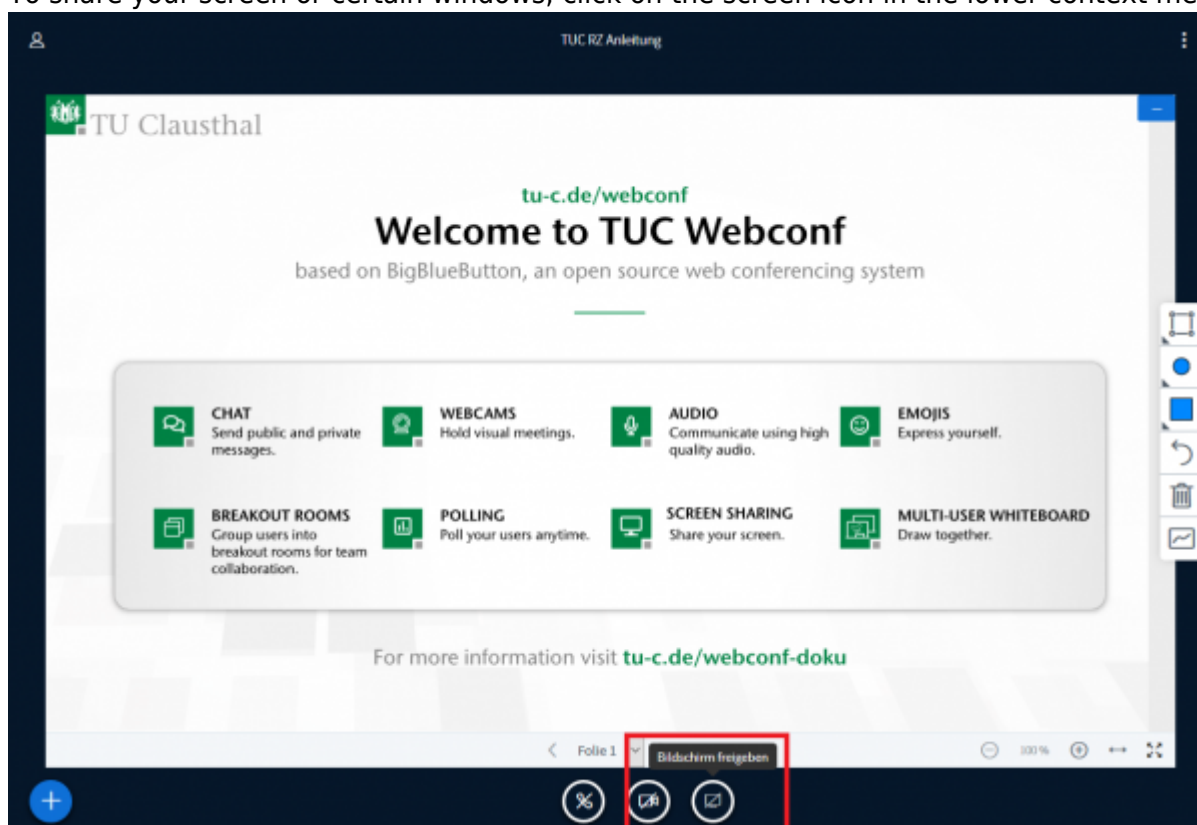 To share your screen or certain windows, click on the screen icon in the lower context me
TUC RZ Anleitung
TU Clausthal
tu-c.de/webconf
Welcome to TUC Webconf
based on BigBlueButton, an open source web conferencing system
CHAT
Send public and private
messages.
WEBCAMS
Hold visual meetings.
AUDIO
Communicate using high
quality audio.
EMOJIS
Express yourself.
BREAKOUT ROOMS
Group users into
breakout rooms for team
collaboration.
POLLING
Poll your users anytime.
SCREEN SHARING
Share your screen.
MULTI-USER WHITEBOARD
Draw together.
For more information visit tu-c.de/webconf-doku
Folie 1
100 %
Bildschirm freigeben